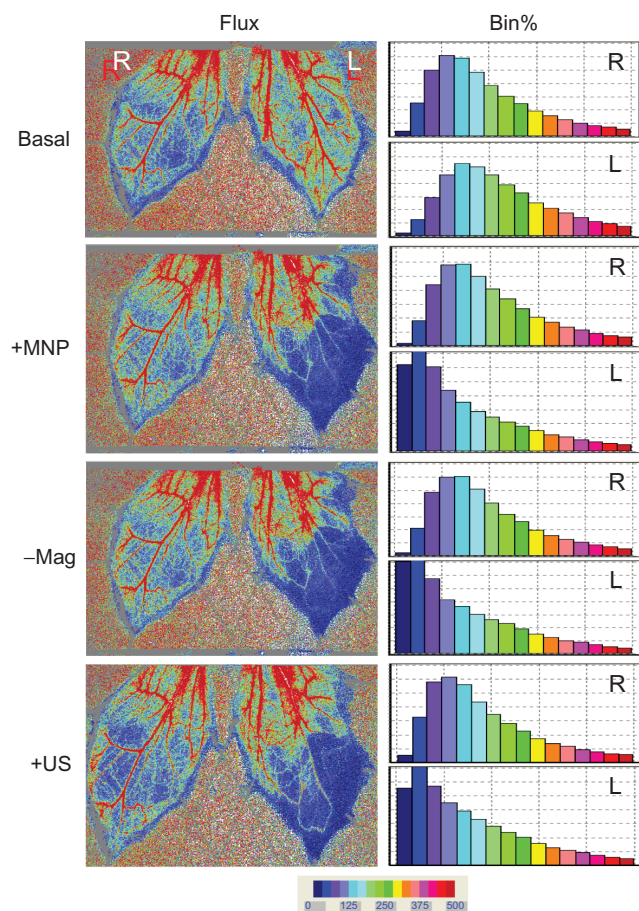 Flux Bin%
R R L L R
Basal
L
R
+MNP
L
R
–Mag
L
R
+US
L
0 125 250 375 500